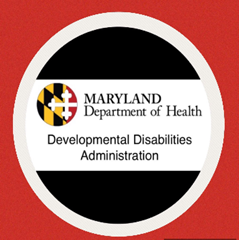 MARYLAND
Department of Health
Developmental Disabilities
Administration